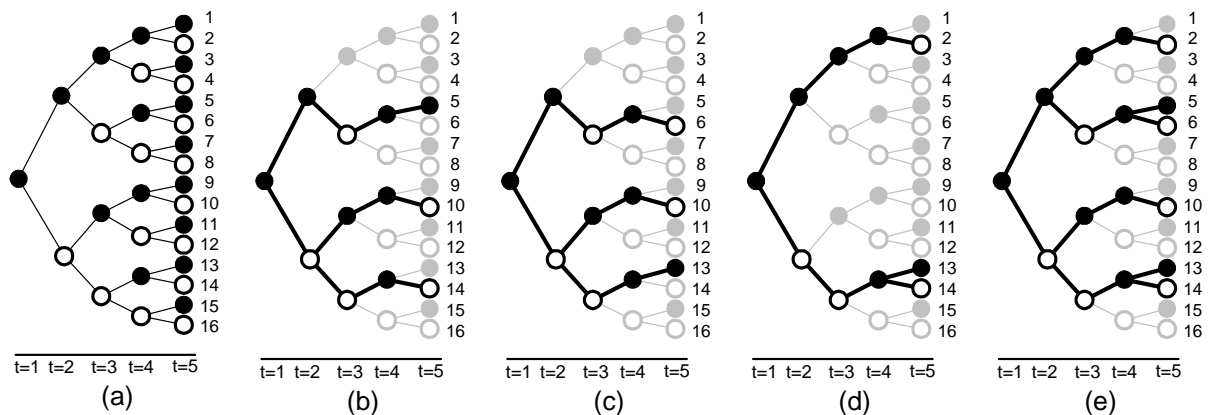 1 1 1 1 1
2 2 2 2 2
3 3 3 3 3
4 4 4 4 4
5 5 5 5 5
6 6 6 6 6
7 7 7 7 7
8 8 8 8 8
9 9 9 9 9
10 10 10 10 10
11 11 11 11 11
12 12 12 12 12
13 13 13 13 13
14 14 14 14 14
15 15 15 15 15
16 16 16 16 16
t=1 t=2 t=3 t=4 t=5 t=1 t=2 t=3 t=4 t=5 t=1 t=2 t=3 t=4 t=5 t=1 t=2 t=3 t=4 t=5 t=1 t=2 t=3 t=4 t=5
(a) (b) (c) (d) (e)